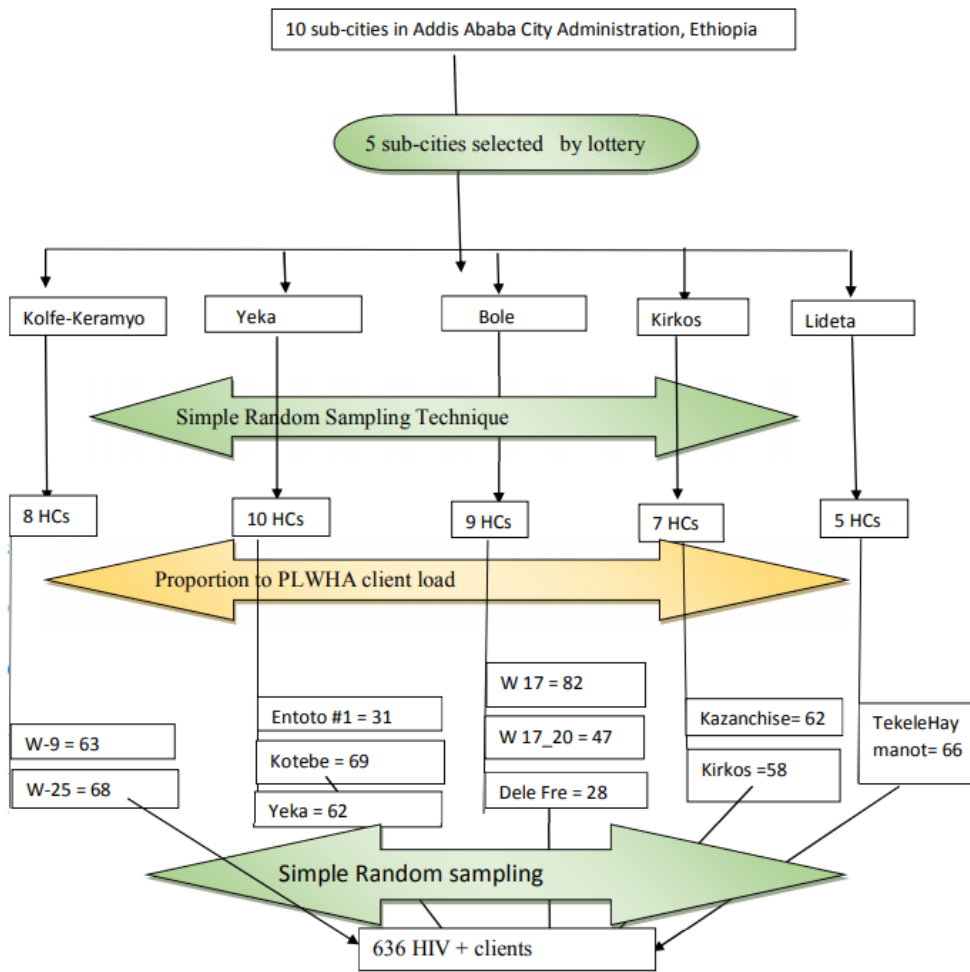 10 sub-cities in Addis Ababa City Administration, Ethiopia
5 sub-cities selected by lottery
Kolfe-Keramyo
Yeka
Bole
Kirkos
Lideta
Simple Random Sampling Technique
8 HCs
10 HCs
9 HCs
7 HCs
5 HCs
Proportion to PLWHA client load
W-9 = 63
W-25 = 68
Entoto #1 = 31
Kotebe = 69
Yeka = 62
W 17 = 82
W 17_20 = 47
Dele Fre = 28
Kazanchise= 62
Kirkos =58
TekeleHay
manot= 66
Simple Random sampling
636 HIV + clients